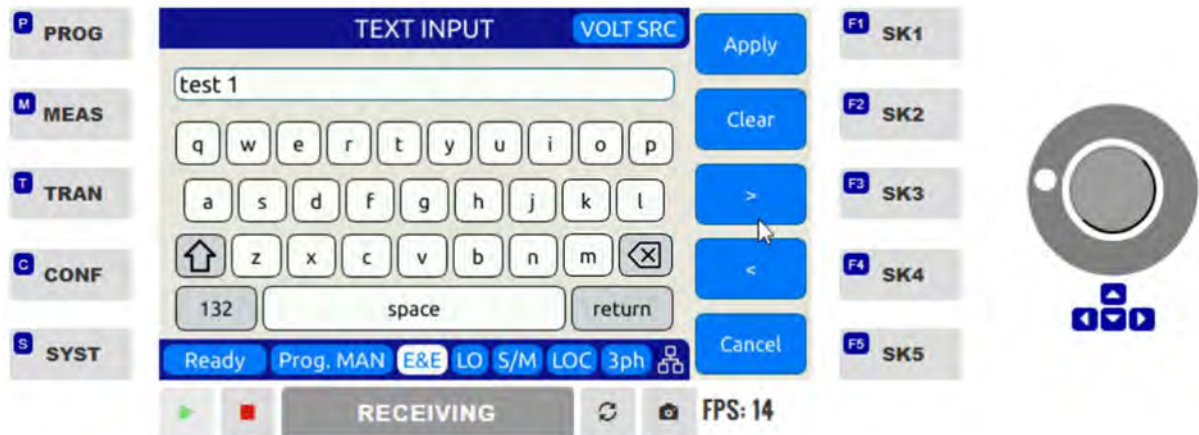 P PROG
M MEAS
T TRAN
C CONF
S SYST
TEXT INPUT VOLT SRC
test 1
q w e r t y u i o p
a s d f g h j k l
z x c v b n m
132 space return
Ready Prog. MAN E&E LO S/M LOC 3ph
Apply
Clear
>
<
Cancel
F1 SK1
F2 SK2
F3 SK3
F4 SK4
F5 SK5
RECEIVING FPS: 14